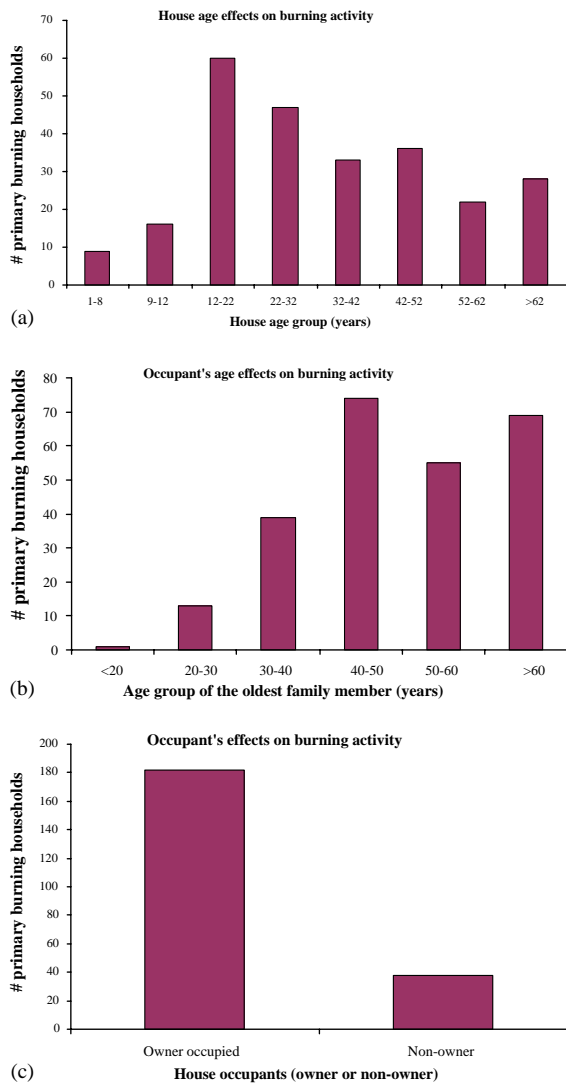 House age effects on burning activity
70
60
50
40
30
20
10
0
# primary burning households
1-8 9-12 12-22 22-32 32-42 42-52 52-62 >62
House age group (years)
(a)
Occupant's age effects on burning activity
80
70
60
50
40
30
20
10
0
# primary burning households
<20 20-30 30-40 40-50 50-60 >60
Age group of the oldest family member (years)
(b)
Occupant's effects on burning activity
200
180
160
140
120
100
80
60
40
20
0
# primary burning households
Owner occupied Non-owner
House occupants (owner or non-owner)
(c)